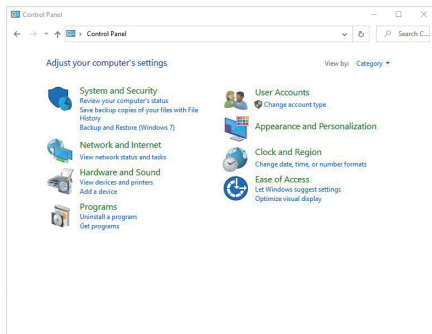 Control Panel
Control Panel
Search C...
Adjust your computer's settings
View by: Category
System and Security
Review your computer's status
Save backup copies of your files with File
History
Backup and Restore (Windows 7)
Network and Internet
View network status and tasks
Hardware and Sound
View devices and printers
Add a device
Programs
Uninstall a program
Get programs
User Accounts
Change account type
Appearance and Personalization
Clock and Region
Change date, time, or number formats
Ease of Access
Let Windows suggest settings
Optimize visual display